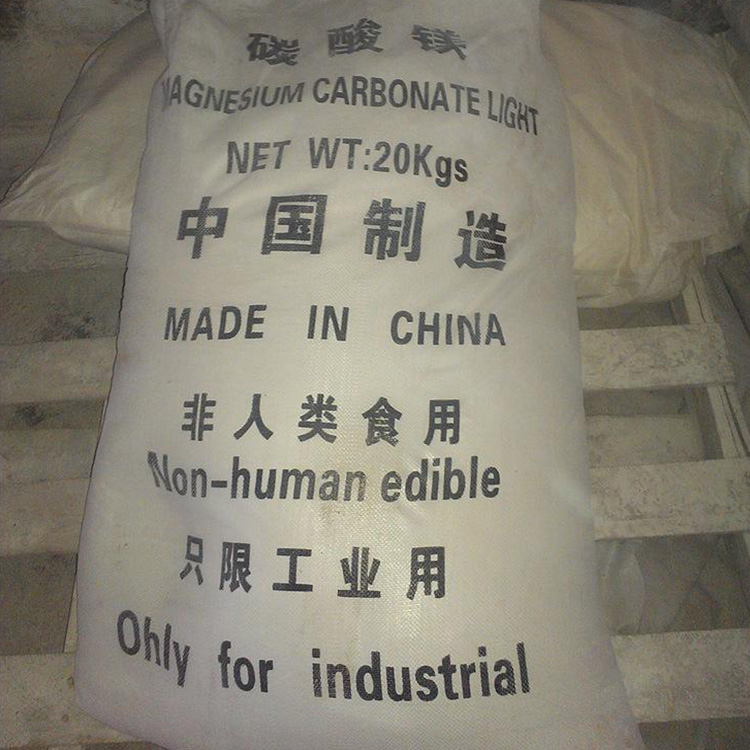 碳酸镁
MAGNESIUM CARBONATE LIGHT
NET WT:20Kgs
中国制造
MADE IN CHINA
非人类食用
Non-human edible
只限工业用
Ohly for industrial